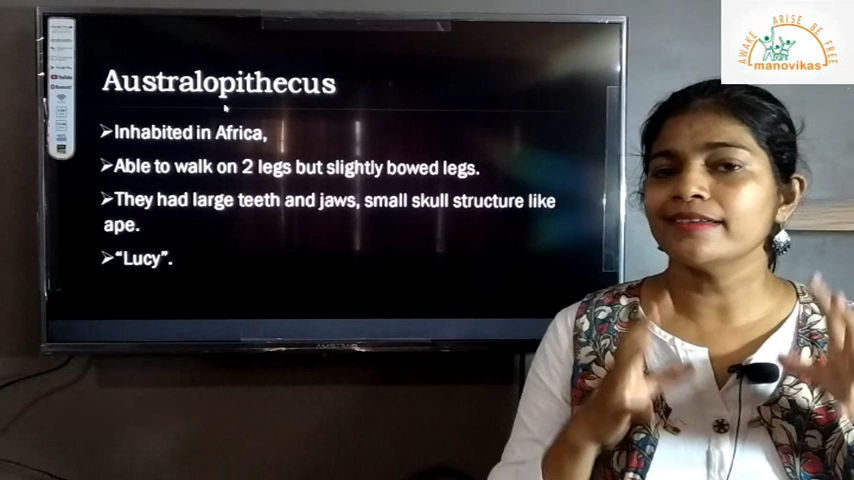 AWAKE ARISE BE FREE
manovikas
Australopithecus
➢Inhabited in Africa,
➢Able to walk on 2 legs but slightly bowed legs.
➢They had large teeth and jaws, small skull structure like
ape.
➢“Lucy”.